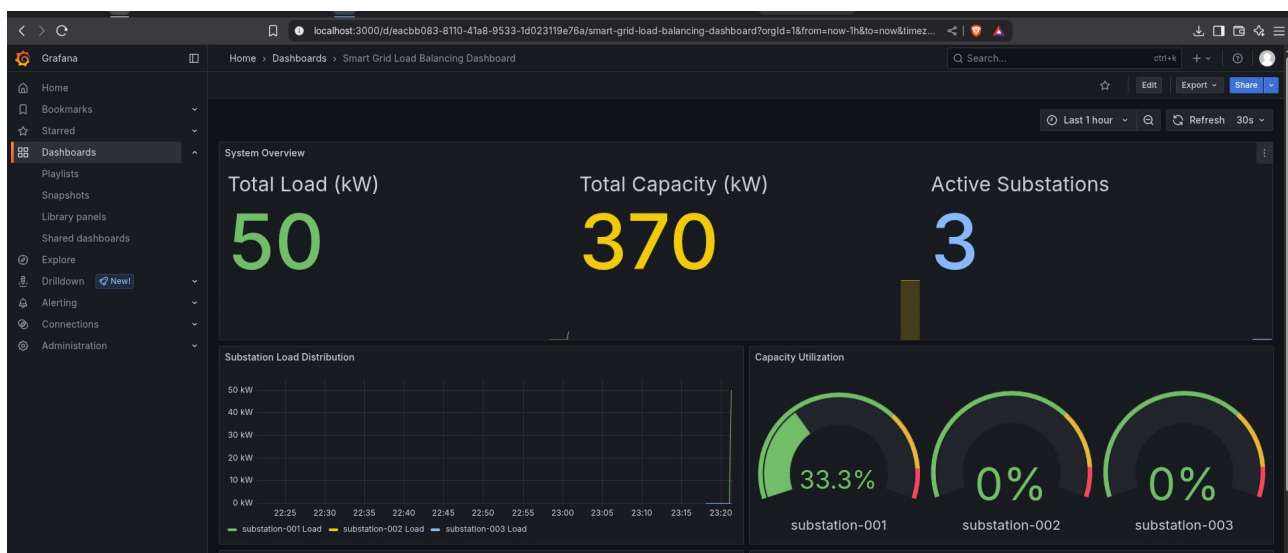 localhost:3000/d/eacbb083-8110-41a8-9533-1d023119e76a/smart-grid-load-balancing-dashboard?orgId=1&from=now-1h&to=now&timez...
Grafana
Home › Dashboards › Smart Grid Load Balancing Dashboard
Search...
ctrl+k
Home
Bookmarks
Starred
Dashboards
Playlists
Snapshots
Library panels
Shared dashboards
Explore
Drilldown
New!
Alerting
Connections
Administration
Edit
Export
Share
Last 1 hour
Refresh
30s
System Overview
Total Load (kW)
50
Total Capacity (kW)
370
Active Substations
3
Substation Load Distribution
50 kW
40 kW
30 kW
20 kW
10 kW
0 kW
22:25 22:30 22:35 22:40 22:45 22:50 22:55 23:00 23:05 23:10 23:15 23:20
substation-001 Load substation-002 Load substation-003 Load
Capacity Utilization
33.3%
0%
0%
substation-001
substation-002
substation-003